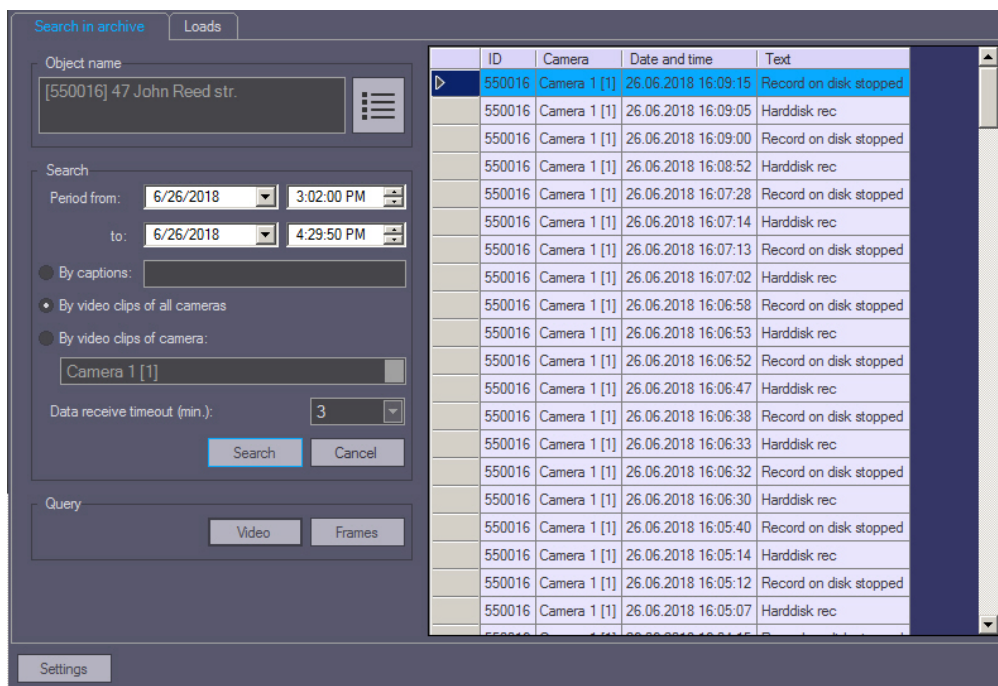 Search in archive Loads
Object name
[550016] 47 John Reed str.
Search
Period from: 6/26/2018 3:02:00 PM
to: 6/26/2018 4:29:50 PM
By captions:
By video clips of all cameras
By video clips of camera:
Camera 1 [1]
Data receive timeout (min.): 3
Search Cancel
Query
Video Frames
ID Camera Date and time Text
550016 Camera 1 [1] 26.06.2018 16:09:15 Record on disk stopped
550016 Camera 1 [1] 26.06.2018 16:09:05 Harddisk rec
550016 Camera 1 [1] 26.06.2018 16:09:00 Record on disk stopped
550016 Camera 1 [1] 26.06.2018 16:08:52 Harddisk rec
550016 Camera 1 [1] 26.06.2018 16:07:28 Record on disk stopped
550016 Camera 1 [1] 26.06.2018 16:07:14 Harddisk rec
550016 Camera 1 [1] 26.06.2018 16:07:13 Record on disk stopped
550016 Camera 1 [1] 26.06.2018 16:07:02 Harddisk rec
550016 Camera 1 [1] 26.06.2018 16:06:58 Record on disk stopped
550016 Camera 1 [1] 26.06.2018 16:06:53 Harddisk rec
550016 Camera 1 [1] 26.06.2018 16:06:52 Record on disk stopped
550016 Camera 1 [1] 26.06.2018 16:06:47 Harddisk rec
550016 Camera 1 [1] 26.06.2018 16:06:38 Record on disk stopped
550016 Camera 1 [1] 26.06.2018 16:06:33 Harddisk rec
550016 Camera 1 [1] 26.06.2018 16:06:32 Record on disk stopped
550016 Camera 1 [1] 26.06.2018 16:06:30 Harddisk rec
550016 Camera 1 [1] 26.06.2018 16:05:40 Record on disk stopped
550016 Camera 1 [1] 26.06.2018 16:05:14 Harddisk rec
550016 Camera 1 [1] 26.06.2018 16:05:12 Record on disk stopped
550016 Camera 1 [1] 26.06.2018 16:05:07 Harddisk rec
Settings